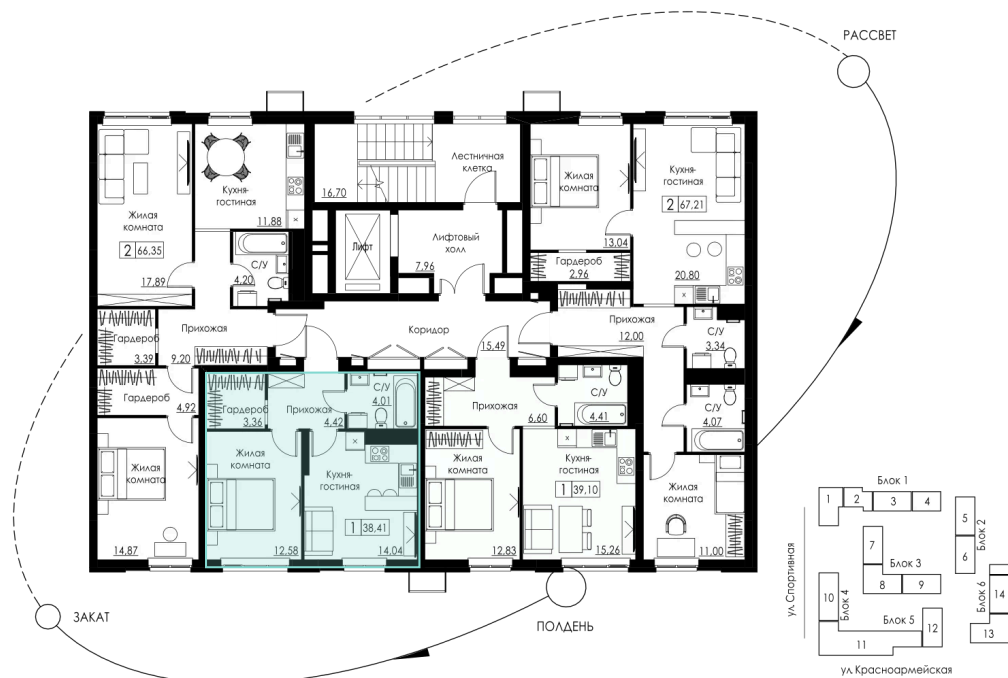 РАССВЕТ
Лестничная
клетка
16.70
Жилая
комната
2 66,35
17.89
Кухня-
гостиная
11.88
С/У
4.20
Лифт
Лифтовый
холл
7.96
Жилая
комната
13.04
Гардероб
2.96
Кухня-
гостиная
2 67,21
20.80
Гардероб
3.39
Прихожая
9.20
Коридор
15.49
Прихожая
12.00
С/У
3.34
Гардероб
4.92
Гардероб
3.36
Прихожая
4.42
С/У
4.01
Прихожая
6.60
С/У
4.41
С/У
4.07
Жилая
комната
14.87
Жилая
комната
12.58
Кухня-
гостиная
1 38,41
14.04
Жилая
комната
12.83
Кухня-
гостиная
1 39,10
15.26
Жилая
комната
11.00
ЗАКАТ
ПОЛДЕНЬ
Блок 1
1 2 3 4
5
6
Блок 2
7
Блок 3
8 9
10
Блок 4
Блок 5
11
12
Блок 6
14
13
ул. Спортивная
ул. Красноармейская